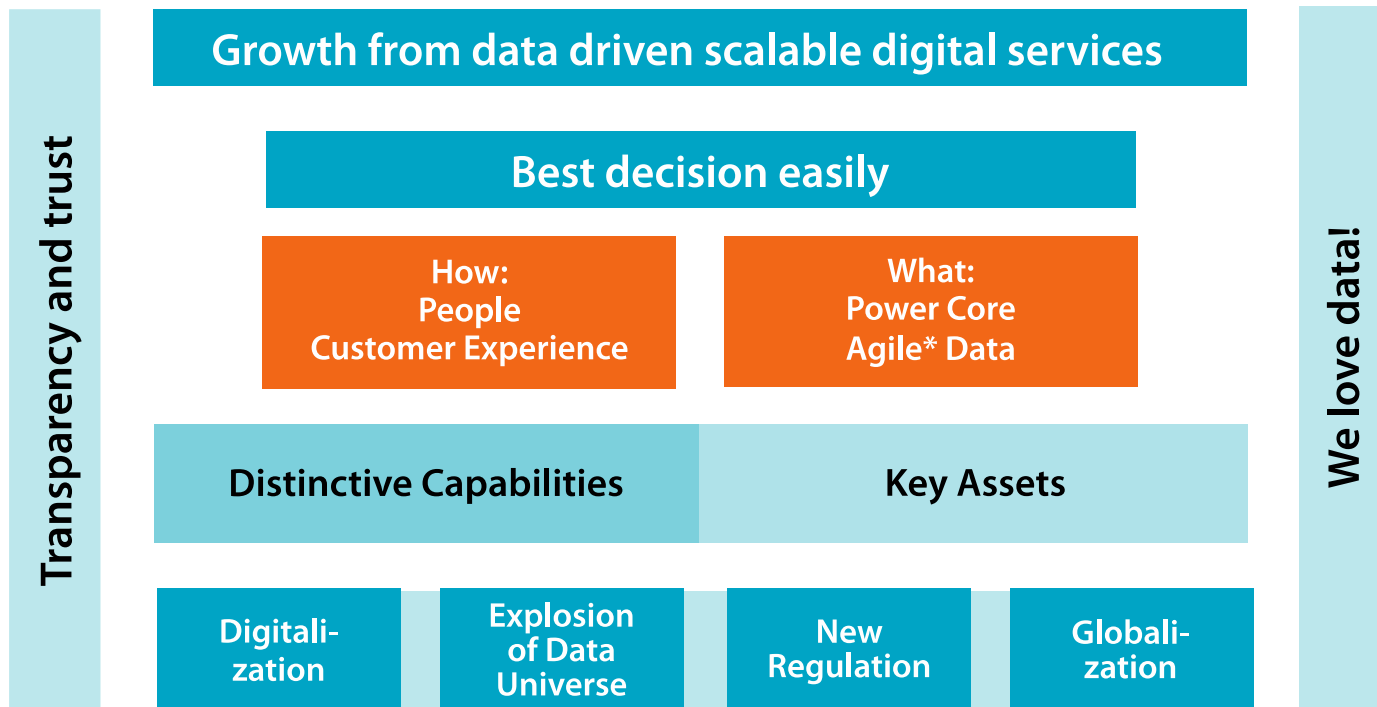 Transparency and trust
Growth from data driven scalable digital services
Best decision easily
How:
People
Customer Experience
What:
Power Core
Agile* Data
Distinctive Capabilities
Key Assets
Digitali-
zation
Explosion
of Data
Universe
New
Regulation
Globali-
zation
We love data!